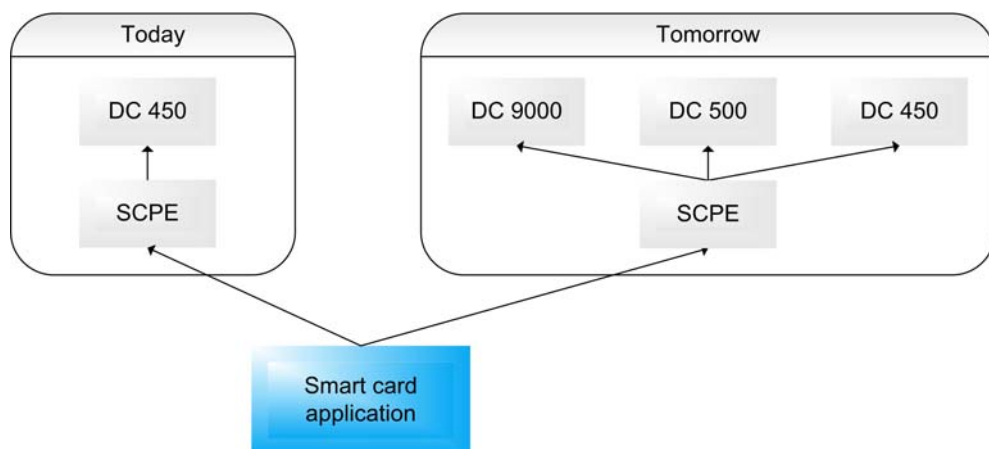 Today
Tomorrow
DC 450
DC 9000
DC 500
DC 450
SCPE
SCPE
Smart card
application